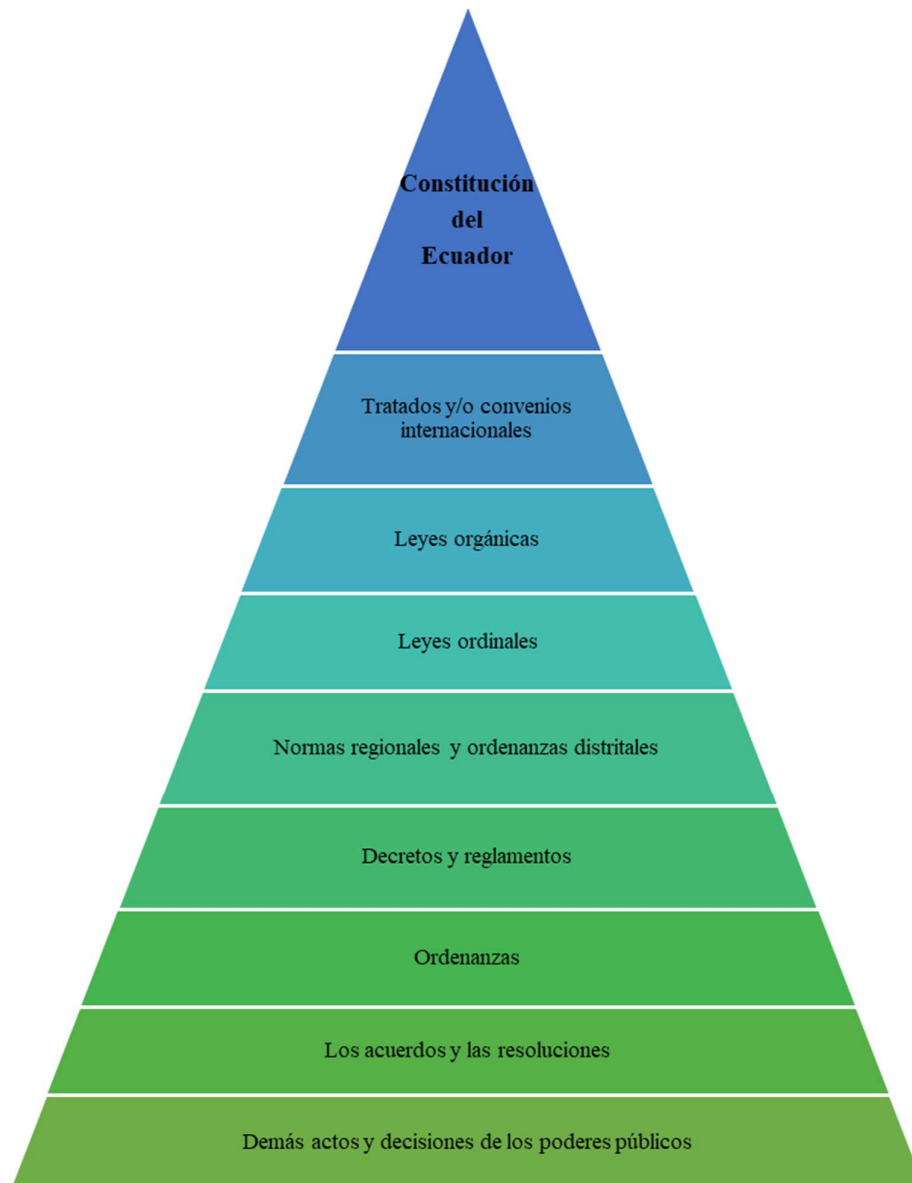 Constitución
del
Ecuador
Tratados y/o convenios
internacionales
Leyes orgánicas
Leyes ordinales
Normas regionales y ordenanzas distritales
Decretos y reglamentos
Ordenanzas
Los acuerdos y las resoluciones
Demás actos y decisiones de los poderes públicos